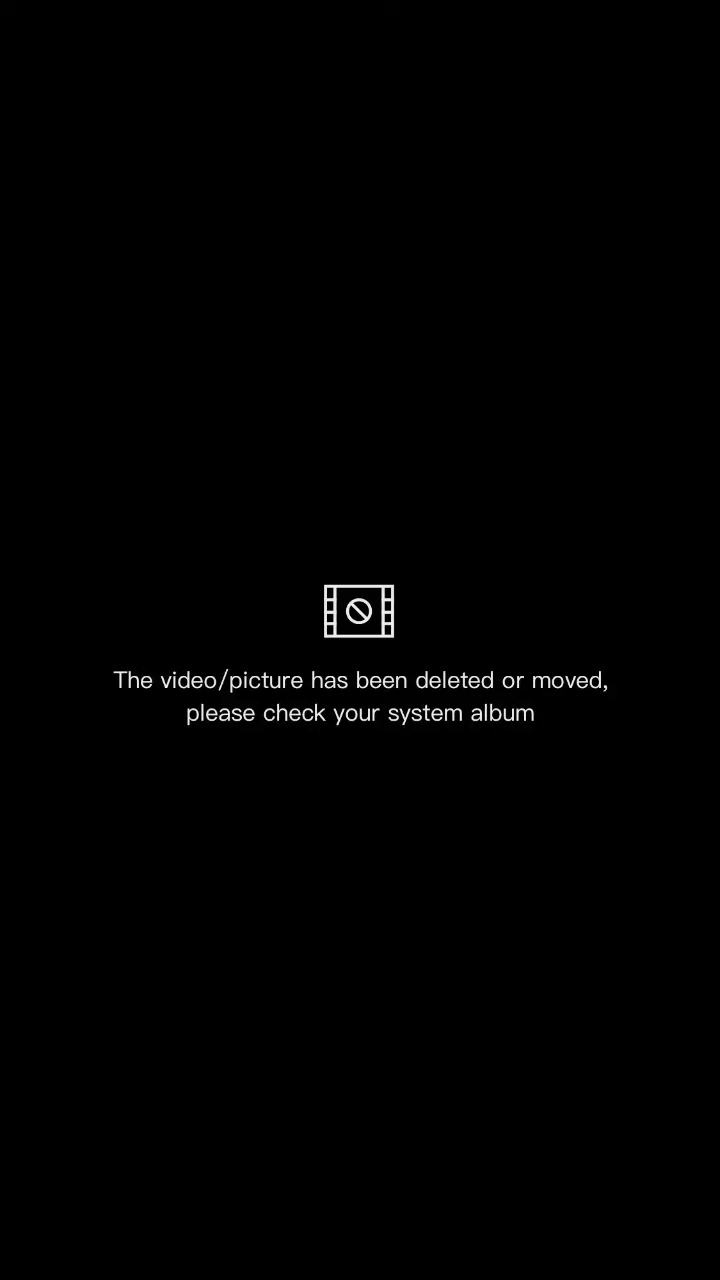 The video/picture has been deleted or moved,
please check your system album